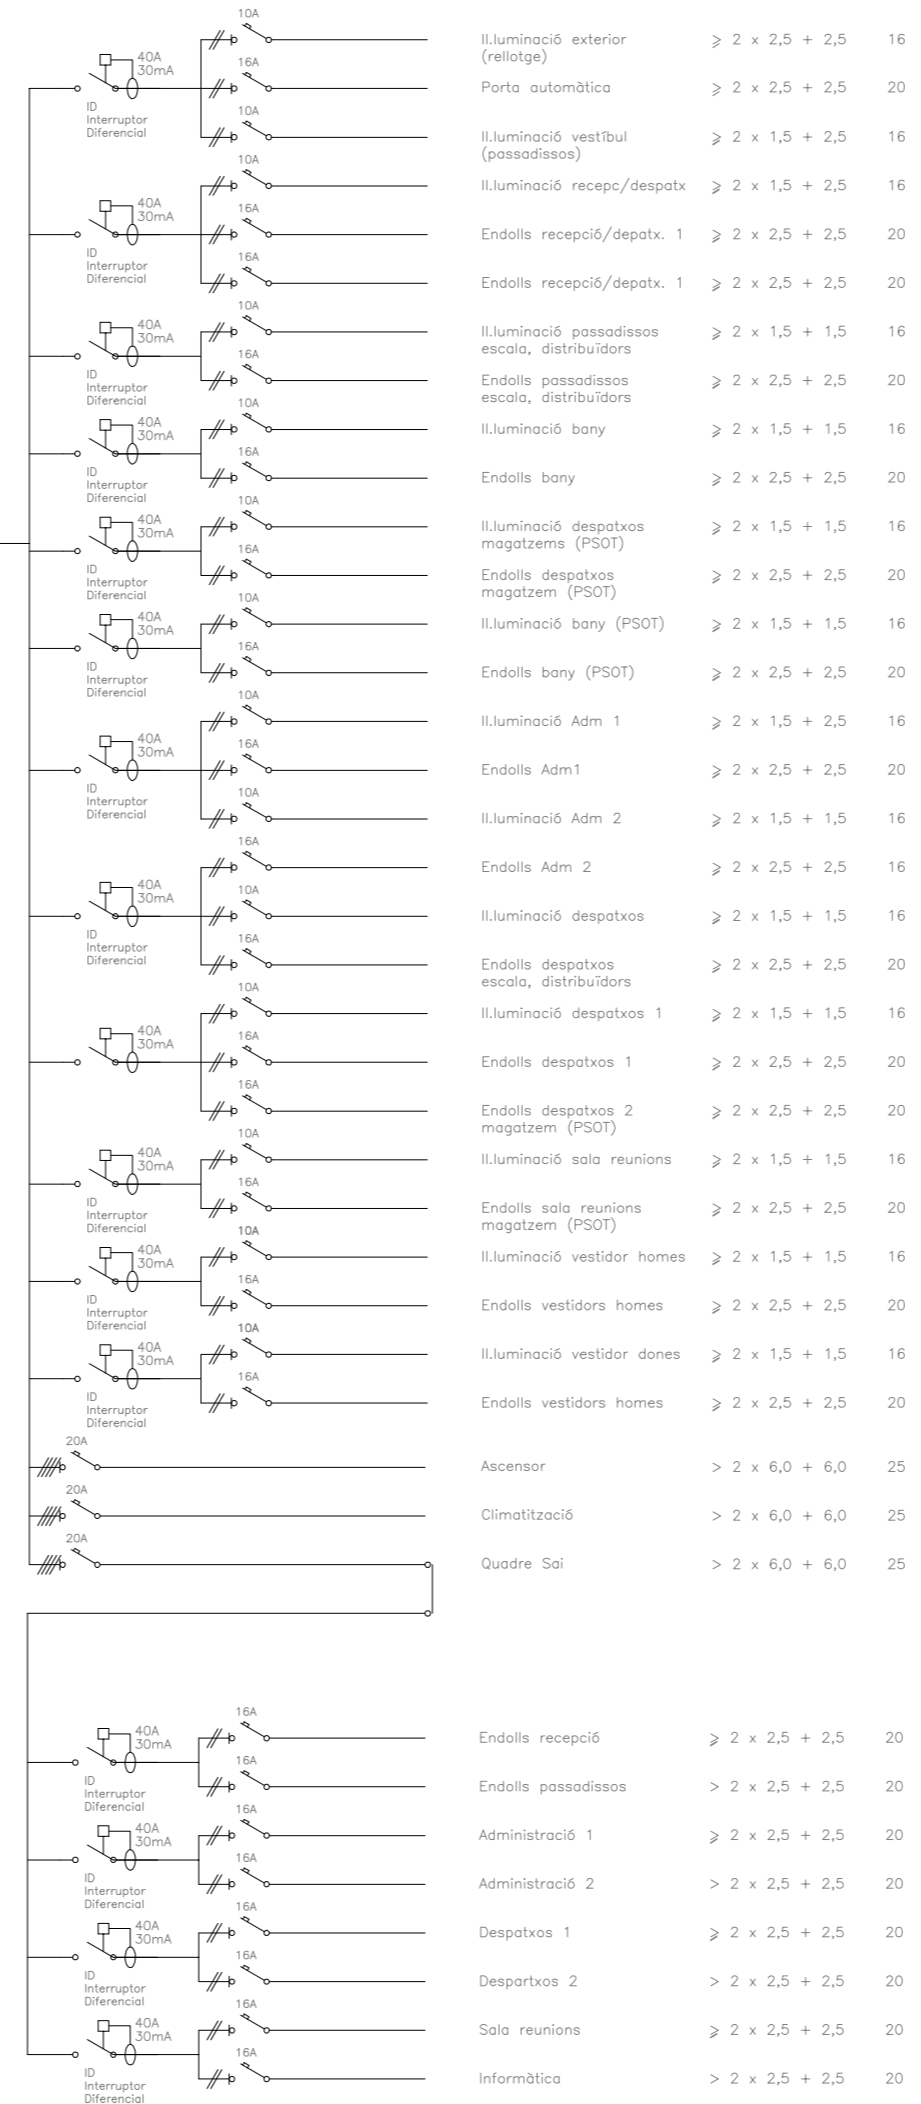 10A
Il.luminació exterior ⩾ 2 x 2,5 + 2,5 16
(rellotge)
40A
30mA
16A
Porta automàtica ⩾ 2 x 2,5 + 2,5 20
ID
Interruptor
Diferencial
10A
Il.luminació vestíbul ⩾ 2 x 1,5 + 2,5 16
(passadissos)
10A
Il.luminació recepc/despatx ⩾ 2 x 1,5 + 2,5 16
40A
30mA
16A
Endolls recepció/depatx. 1 ⩾ 2 x 2,5 + 2,5 20
ID
Interruptor
Diferencial
16A
Endolls recepció/depatx. 1 ⩾ 2 x 2,5 + 2,5 20
10A
40A
30mA
Il.luminació passadissos ⩾ 2 x 1,5 + 1,5 16
escala, distribuïdors
ID
Interruptor
Diferencial
16A
Endolls passadissos ⩾ 2 x 2,5 + 2,5 20
escala, distribuïdors
10A
40A
30mA
Il.luminació bany ⩾ 2 x 1,5 + 1,5 16
ID
Interruptor
Diferencial
16A
Endolls bany ⩾ 2 x 2,5 + 2,5 20
10A
40A
30mA
Il.luminació despatxos ⩾ 2 x 1,5 + 1,5 16
magatzems (PSOT)
ID
Interruptor
Diferencial
16A
Endolls despatxos ⩾ 2 x 2,5 + 2,5 20
magatzem (PSOT)
10A
40A
30mA
Il.luminació bany (PSOT) ⩾ 2 x 1,5 + 1,5 16
ID
Interruptor
Diferencial
16A
Endolls bany (PSOT) ⩾ 2 x 2,5 + 2,5 20
10A
Il.luminació Adm 1 ⩾ 2 x 1,5 + 2,5 16
40A
30mA
16A
Endolls Adm1 ⩾ 2 x 2,5 + 2,5 20
ID
Interruptor
Diferencial
10A
Il.luminació Adm 2 ⩾ 2 x 1,5 + 1,5 16
16A
Endolls Adm 2 ⩾ 2 x 2,5 + 2,5 16
40A
30mA
10A
Il.luminació despatxos ⩾ 2 x 1,5 + 1,5 16
ID
Interruptor
Diferencial
16A
Endolls despatxos ⩾ 2 x 2,5 + 2,5 20
escala, distribuïdors
10A
Il.luminació despatxos 1 ⩾ 2 x 1,5 + 1,5 16
40A
30mA
16A
Endolls despatxos 1 ⩾ 2 x 2,5 + 2,5 20
16A
Endolls despatxos 2 ⩾ 2 x 2,5 + 2,5 20
magatzem (PSOT)
10A
40A
30mA
Il.luminació sala reunions ⩾ 2 x 1,5 + 1,5 16
ID
Interruptor
Diferencial
16A
Endolls sala reunions ⩾ 2 x 2,5 + 2,5 20
magatzem (PSOT)
10A
40A
30mA
Il.luminació vestidor homes ⩾ 2 x 1,5 + 1,5 16
ID
Interruptor
Diferencial
16A
Endolls vestidors homes ⩾ 2 x 2,5 + 2,5 20
10A
40A
30mA
Il.luminació vestidor dones ⩾ 2 x 1,5 + 1,5 16
ID
Interruptor
Diferencial
16A
Endolls vestidors homes ⩾ 2 x 2,5 + 2,5 20
20A
Ascensor > 2 x 6,0 + 6,0 25
20A
Climatització > 2 x 6,0 + 6,0 25
20A
Quadre Sai > 2 x 6,0 + 6,0 25
16A
40A
30mA
Endolls recepció ⩾ 2 x 2,5 + 2,5 20
ID
Interruptor
Diferencial
16A
Endolls passadissos > 2 x 2,5 + 2,5 20
16A
40A
30mA
Administració 1 ⩾ 2 x 2,5 + 2,5 20
ID
Interruptor
Diferencial
16A
Administració 2 > 2 x 2,5 + 2,5 20
16A
40A
30mA
Despatxos 1 ⩾ 2 x 2,5 + 2,5 20
ID
Interruptor
Diferencial
16A
Despartxos 2 > 2 x 2,5 + 2,5 20
16A
40A
30mA
Sala reunions ⩾ 2 x 2,5 + 2,5 20
ID
Interruptor
Diferencial
16A
Informàtica > 2 x 2,5 + 2,5 20